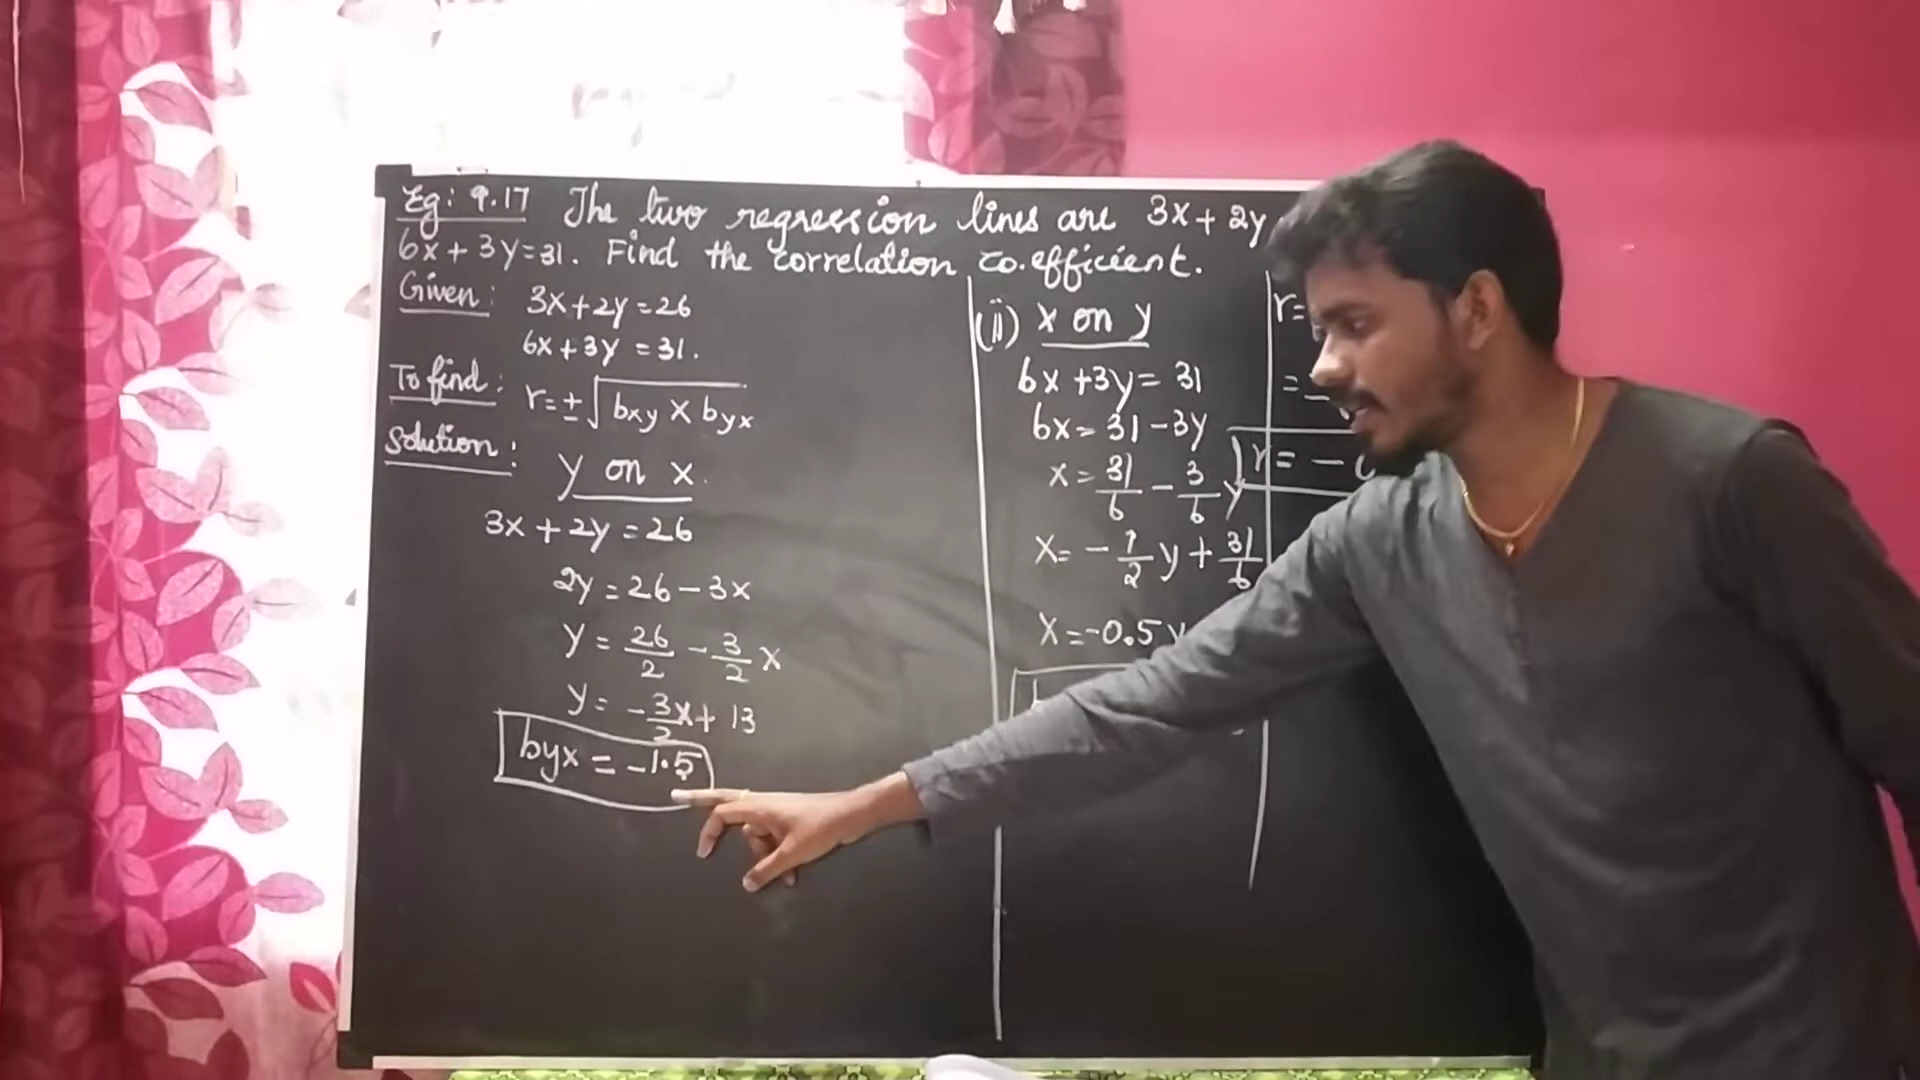 Eg: 9.17 The two regression lines are 3x + 2y
6x + 3y = 31. Find the correlation co.efficient.
Given: 3x + 2y = 26
6x + 3y = 31.
To find: r = ± √bxy × byx
Solution:
y on x.
3x + 2y = 26
2y = 26 - 3x
y = 26/2 - 3/2 x
y = -3/2 x + 13
byx = -1.5
(ii) x on y
6x + 3y = 31
6x = 31 - 3y
x = 31/6 - 3/6 y
x = -1/2 y + 31/6
x = -0.5y
r =
= -
r = -0